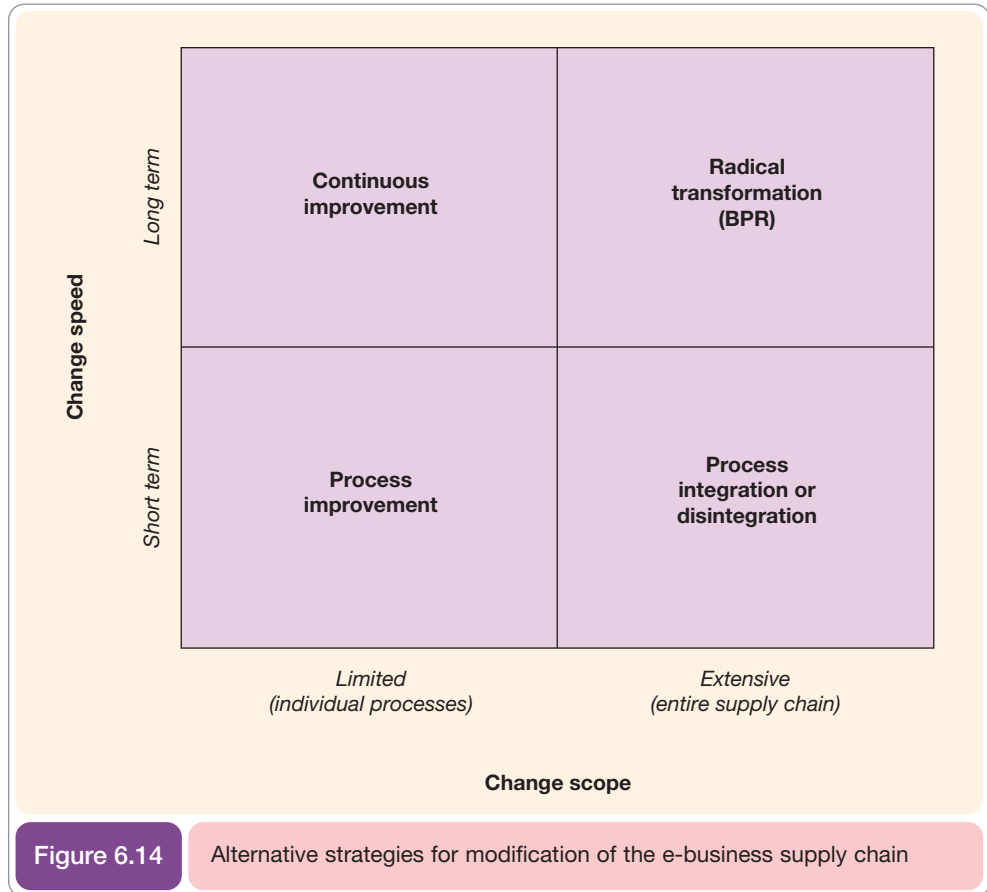 Change speed
Long term
Short term
Continuous
improvement
Radical
transformation
(BPR)
Process
improvement
Process
integration or
disintegration
Limited
(individual processes)
Extensive
(entire supply chain)
Change scope
Figure 6.14
Alternative strategies for modification of the e-business supply chain